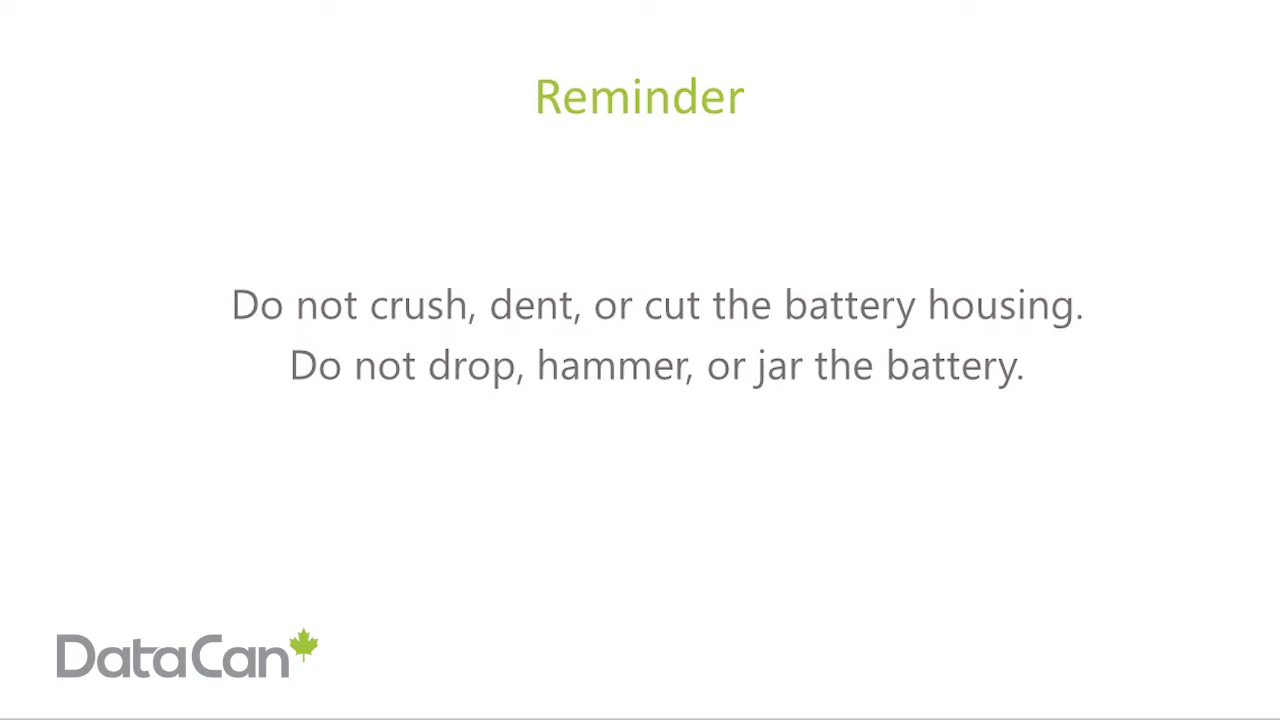 Reminder
Do not crush, dent, or cut the battery housing.
Do not drop, hammer, or jar the battery.
DataCan